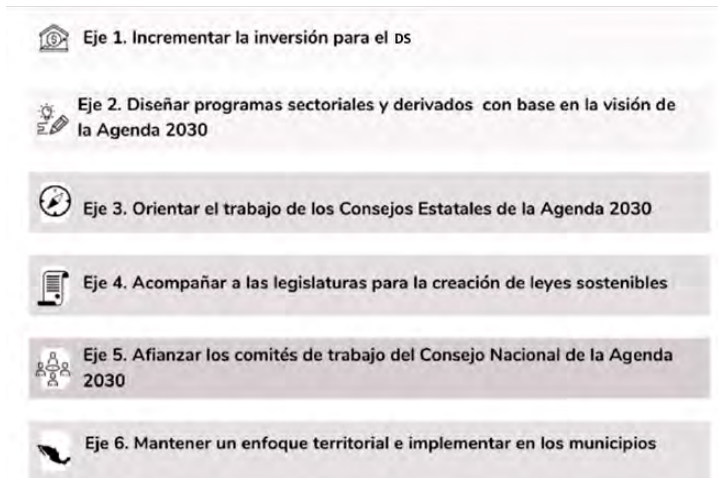 Eje 1. Incrementar la inversión para el DS
Eje 2. Diseñar programas sectoriales y derivados con base en la visión de
la Agenda 2030
Eje 3. Orientar el trabajo de los Consejos Estatales de la Agenda 2030
Eje 4. Acompañar a las legislaturas para la creación de leyes sostenibles
Eje 5. Afianzar los comités de trabajo del Consejo Nacional de la Agenda
2030
Eje 6. Mantener un enfoque territorial e implementar en los municipios